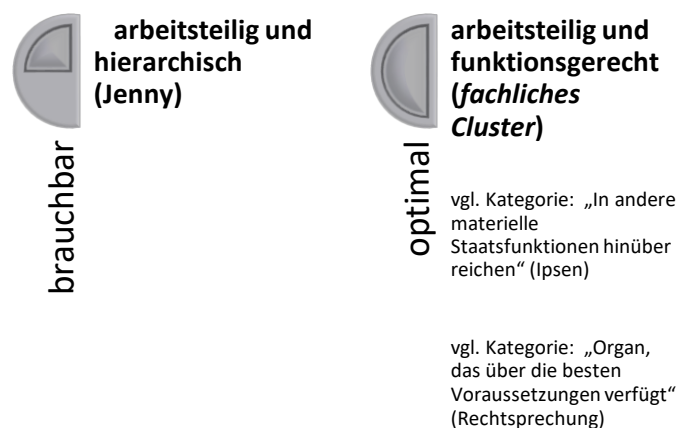 arbeitsteilig und
hierarchisch
(Jenny)
brauchbar
arbeitsteilig und
funktionsgerecht
(fachliches
Cluster)
optimal
vgl. Kategorie: „In andere
materielle
Staatsfunktionen hinüber
reichen“ (Ipsen)
vgl. Kategorie: „Organ,
das über die besten
Voraussetzungen verfügt“
(Rechtsprechung)